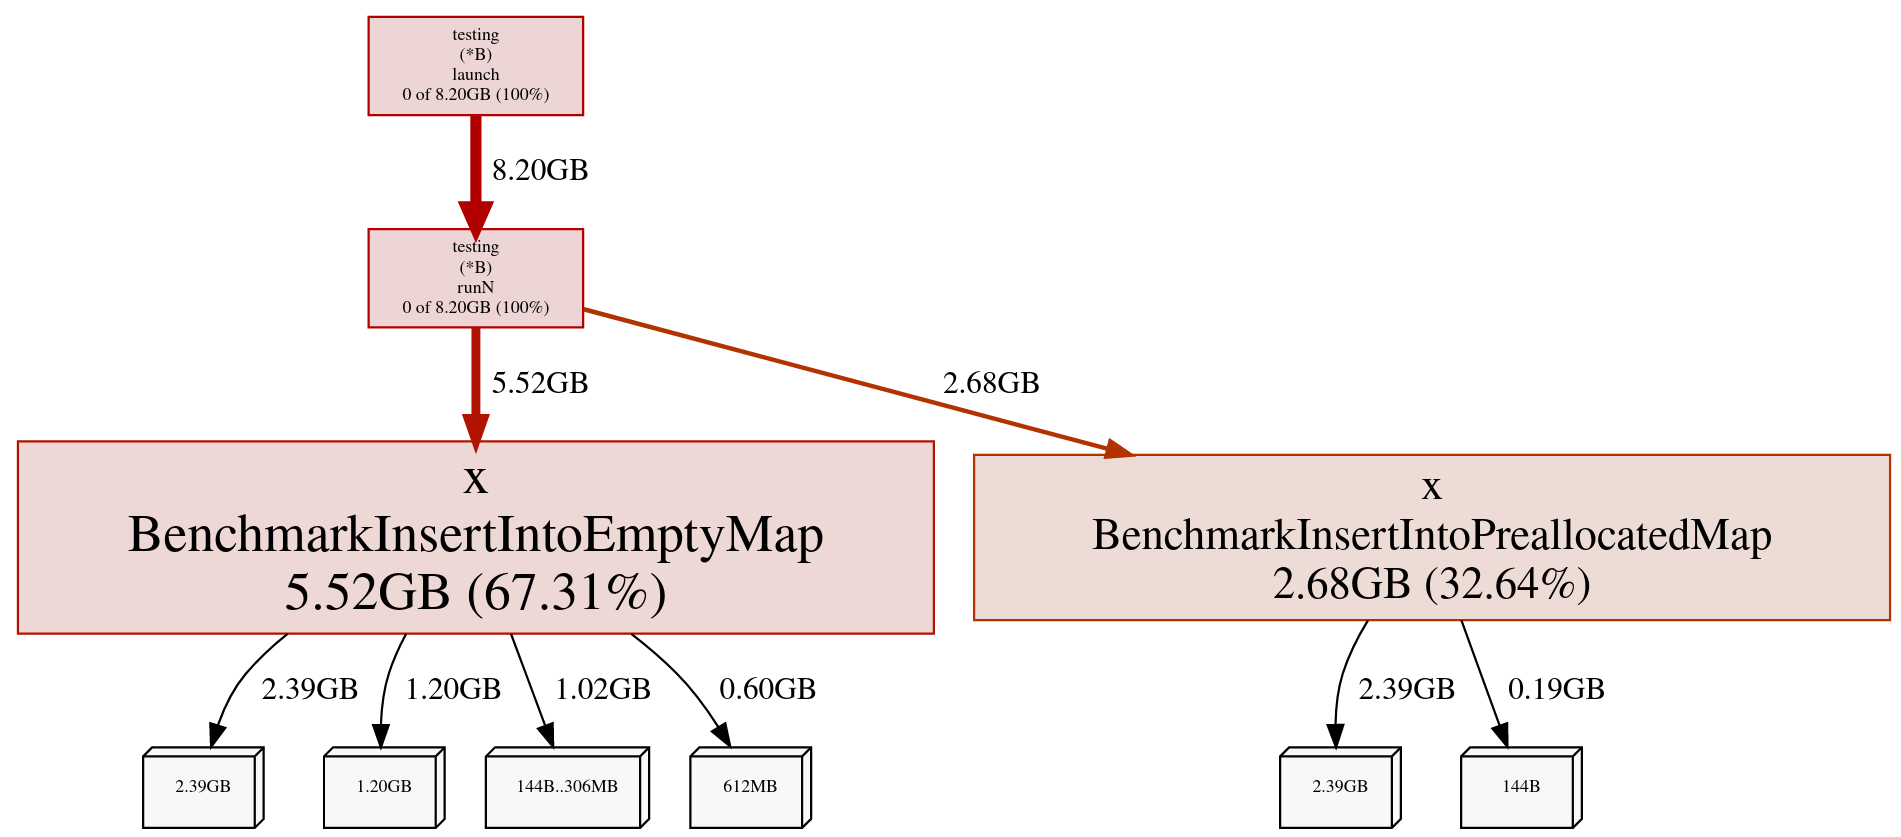 testing
(*B)
launch
0 of 8.20GB (100%)
8.20GB
testing
(*B)
runN
0 of 8.20GB (100%)
5.52GB
2.68GB
x
BenchmarkInsertIntoEmptyMap
5.52GB (67.31%)
x
BenchmarkInsertIntoPreallocatedMap
2.68GB (32.64%)
2.39GB
1.20GB
1.02GB
0.60GB
2.39GB
0.19GB
2.39GB
1.20GB
144B..306MB
612MB
2.39GB
144B